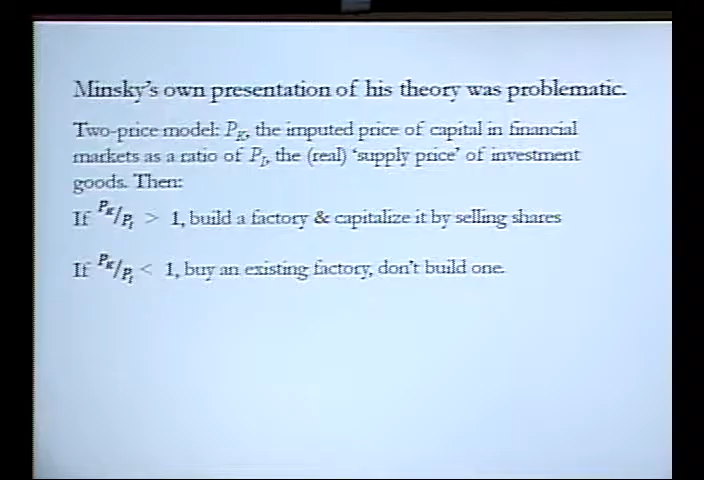 Minsky's own presentation of his theory was problematic.
Two-price model: P_K, the imputed price of capital in financial
markets as a ratio of P_I, the (real) 'supply price' of investment
goods. Then:
If P_K/P_I > 1, build a factory & capitalize it by selling shares
If P_K/P_I < 1, buy an existing factory, don't build one.